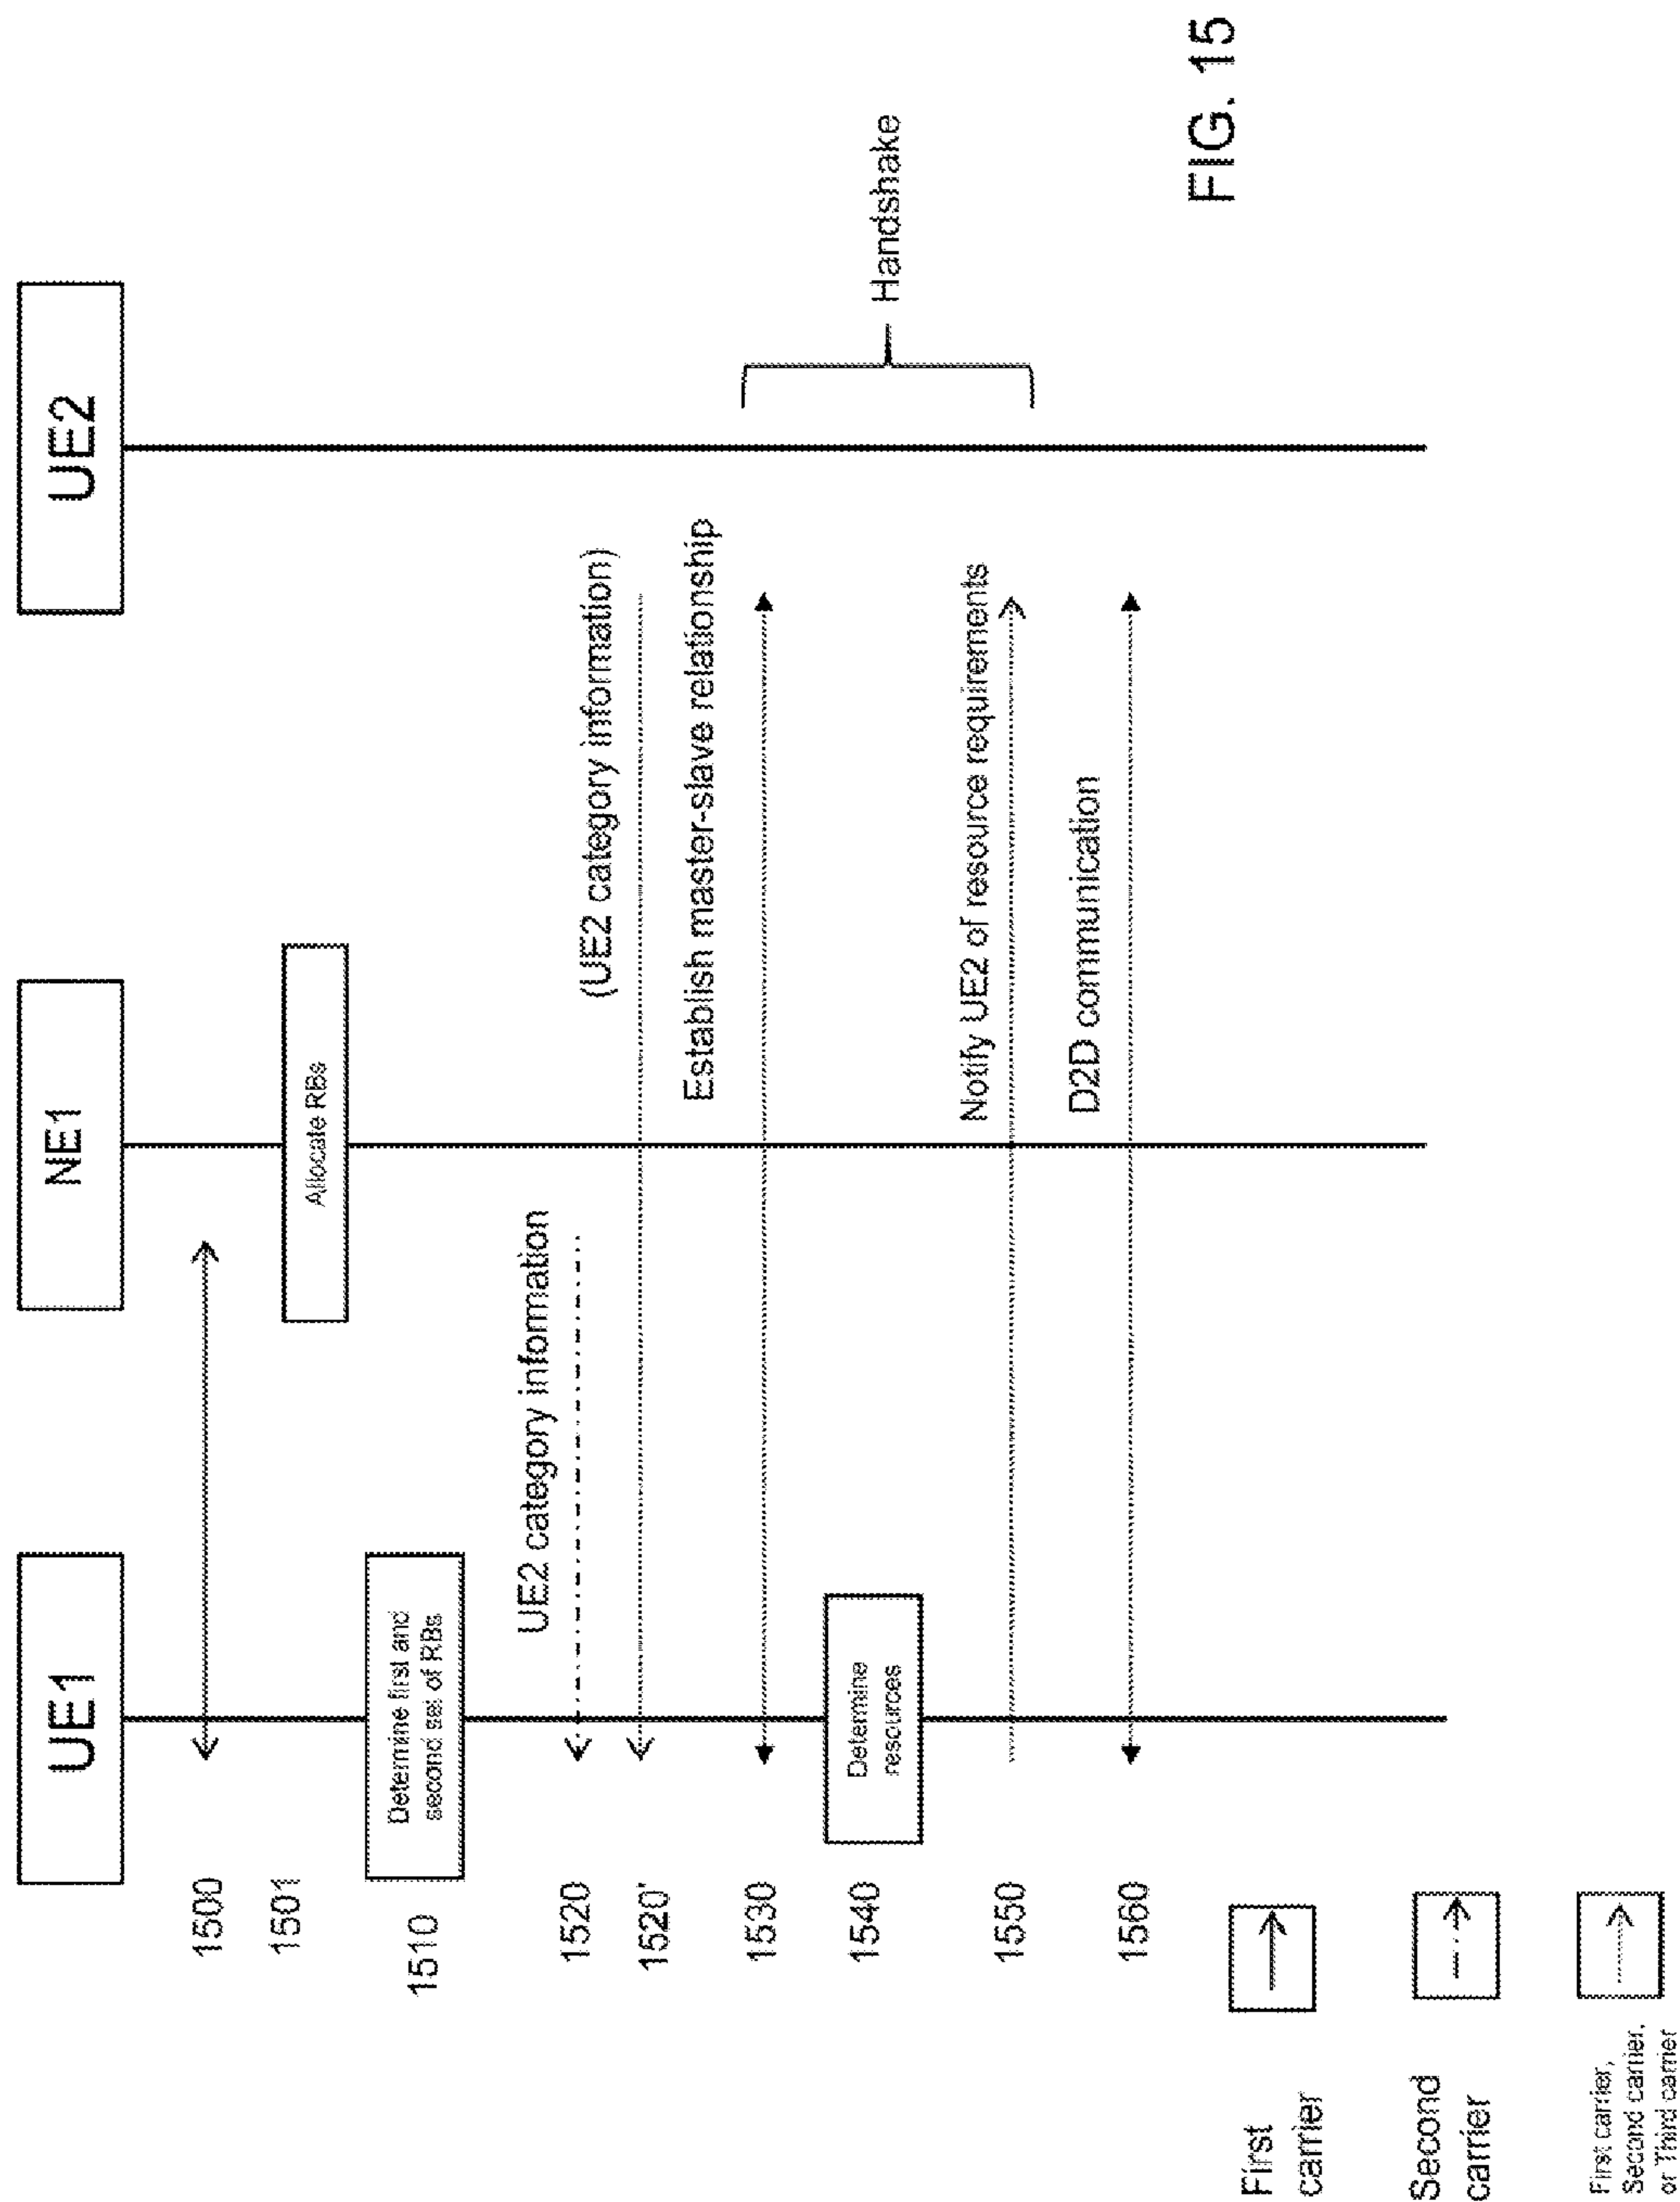 UE1
NE1
UE2
1500
1501
Allocate RBs
1510
Determine first and
second set of RBs
1520
UE2 category information
1520'
(UE2 category information)
1530
Establish master-slave relationship
1540
Determine
resources
Handshake
1550
Notify UE2 of resource requirements
1560
D2D communication
First
carrier
Second
carrier
First carrier,
Second carrier,
or Third carrier
FIG. 15